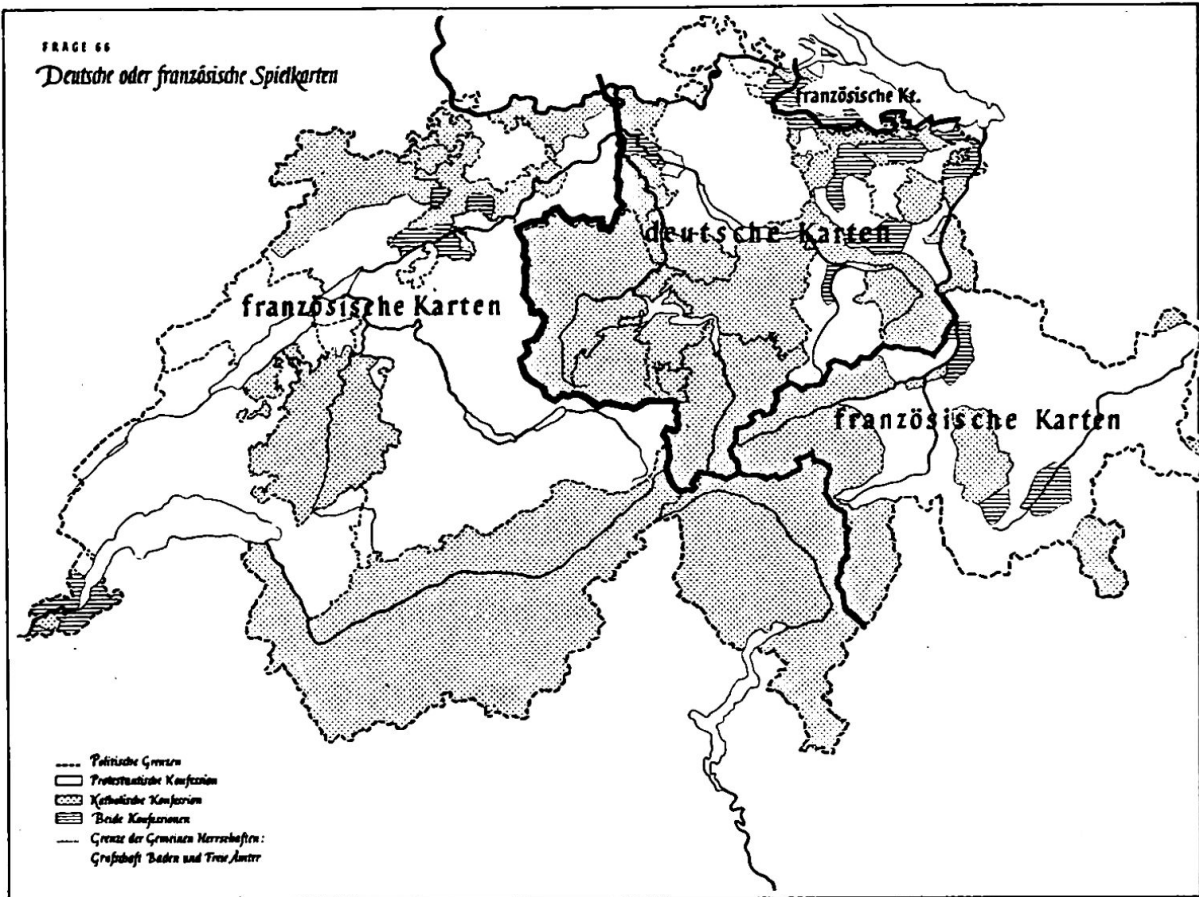 FRAGE 66
Deutsche oder französische Spielkarten
französische Kt.
deutsche Karten
französische Karten
französische Karten
Politische Grenzen
Protestantische Konfession
Katholische Konfession
Beide Konfessionen
Grenze der Gemeinen Herrschaften:
Grafschaft Baden und Freie Ämter